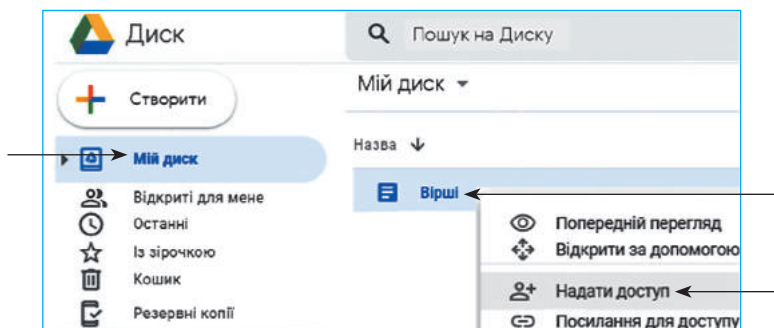 Диск
Пошук на Диску
Створити
Мій диск
Мій диск
Назва
Відкриті для мене
Останні
Із зірочкою
Кошик
Резервні копії
Вірші
Попередній перегляд
Відкрити за допомогою
Надати доступ
Посилання для доступу